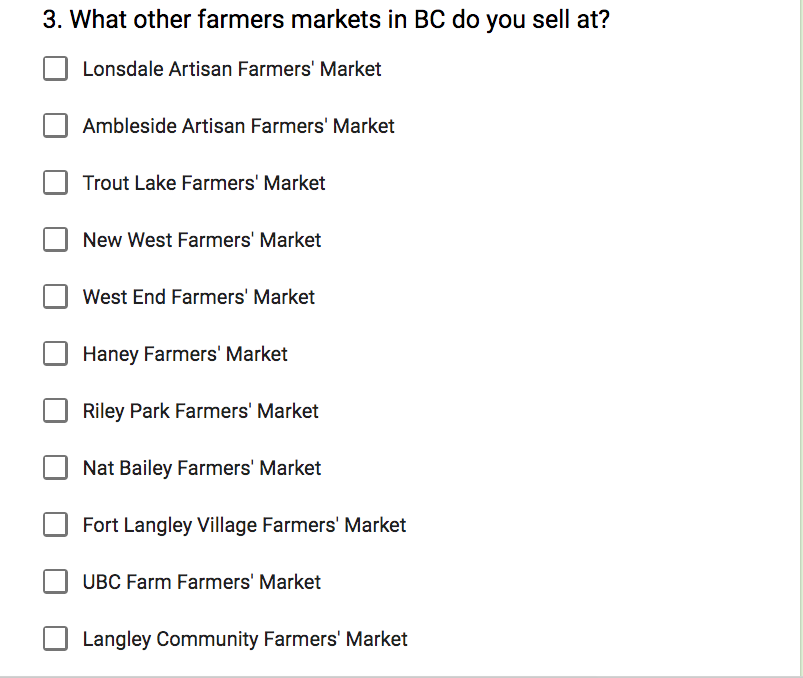 3. What other farmers markets in BC do you sell at?
Lonsdale Artisan Farmers' Market
Ambleside Artisan Farmers' Market
Trout Lake Farmers' Market
New West Farmers' Market
West End Farmers' Market
Haney Farmers' Market
Riley Park Farmers' Market
Nat Bailey Farmers' Market
Fort Langley Village Farmers' Market
UBC Farm Farmers' Market
Langley Community Farmers' Market